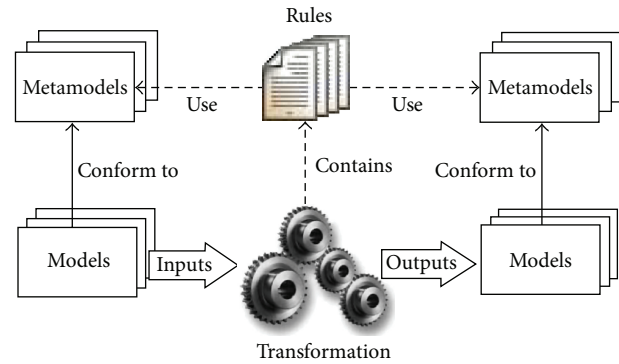 Rules
Metamodels
Metamodels
Use
Use
Conform to
Contains
Conform to
Models
Inputs
Outputs
Models
Transformation